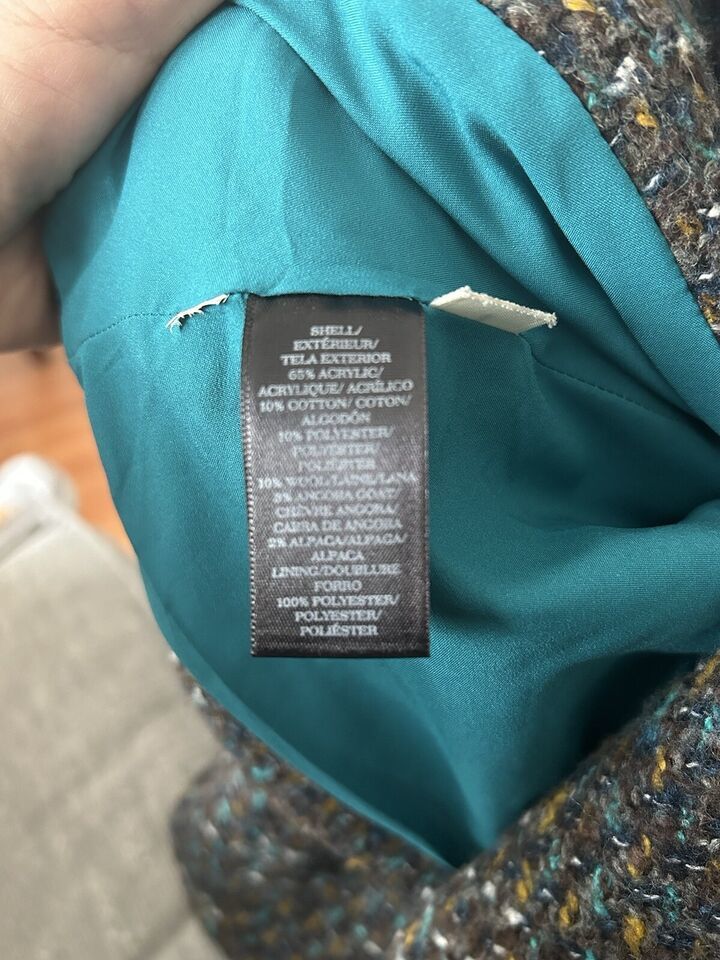 SHELL/
EXTÉRIEUR/
TELA EXTERIOR
65% ACRYLIC/
ACRYLIQUE/ ACRÍLICO
10% COTTON/ COTON/
ALGODÓN
10% POLYESTER/
POLYESTER/
POLIÉSTER
10% WOOL/LAINE/LANA
3% ANGORA GOAT/
CHÈVRE ANGORA/
CABRA DE ANGORA
2% ALPACA/ALPAGA/
ALPACA
LINING/DOUBLURE
FORRO
100% POLYESTER/
POLYESTER/
POLIÉSTER